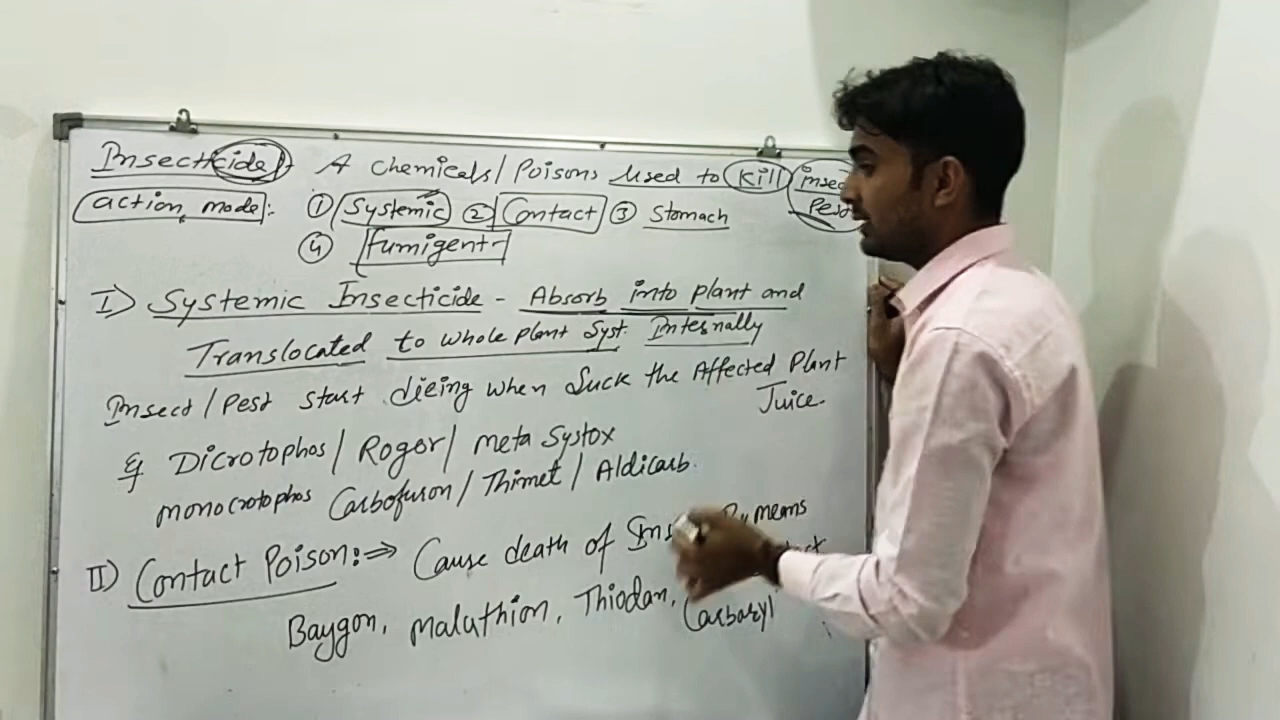 Insecticide :- A Chemicals/Poisons used to Kill
action mode :- ① Systemic ② Contact ③ Stomach
④ fumigent
I) Systemic Insecticide - Absorb into plant and
Translocated to whole plant Syst. Internally
Insect / Pest start dieing when Suck the Affected Plant
Juice.
Dicrotophos / Rogor / meta Systox
monocrotophos Carbofuron / Thimet / Aldicarb.
II) Contact Poison :⇒ Cause death of By means
Baygon, malathion, Thiodan, Carbaryl